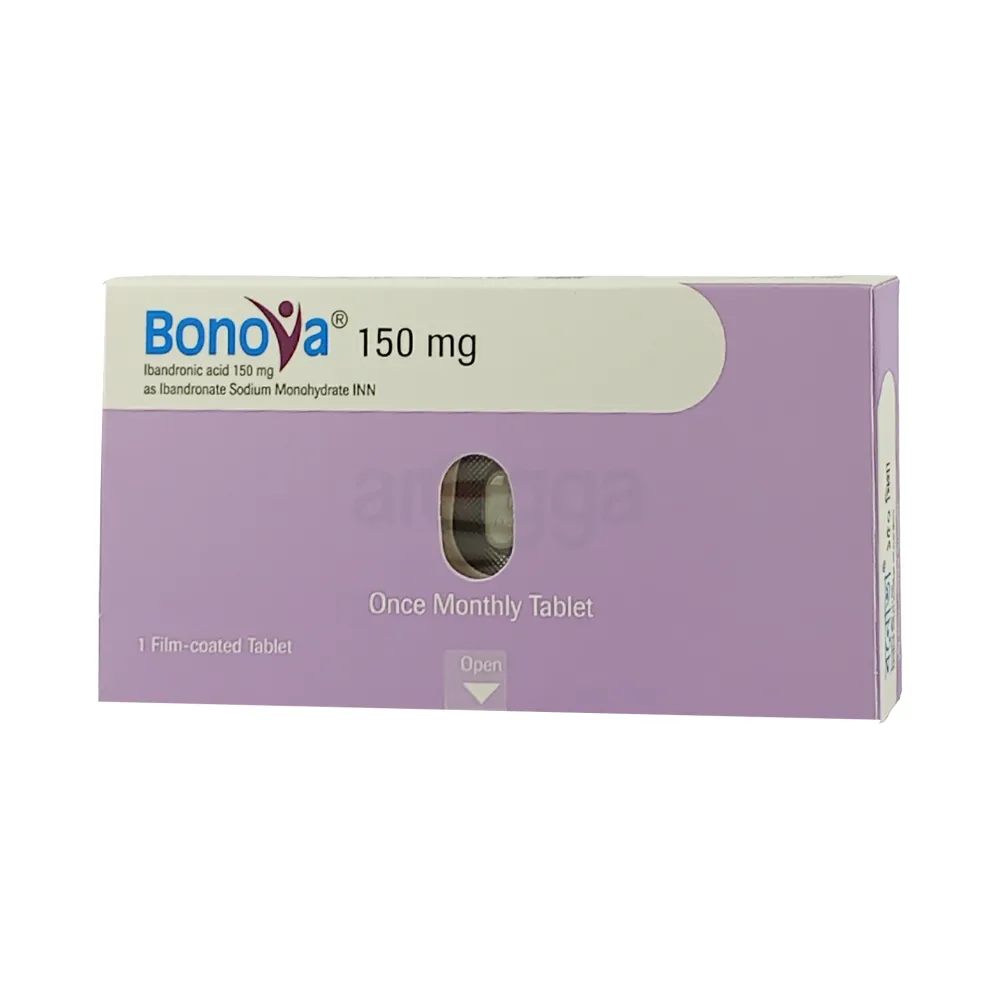 Bonova® 150 mg
Ibandronic acid 150 mg
as Ibandronate Sodium Monohydrate INN
Once Monthly Tablet
1 Film-coated Tablet
Open
বোনোভা® ১৫০ মি.গ্রা.